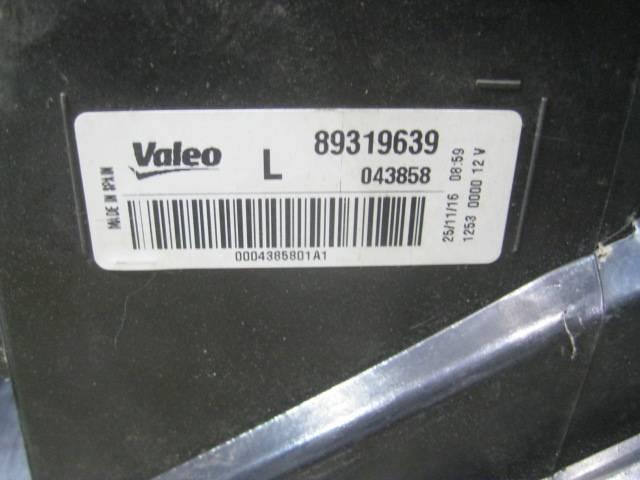 MADE IN SPAIN
Valeo
L
89319639
043858
0004385801A1
25/11/16 08:59
1253 0000 12 V